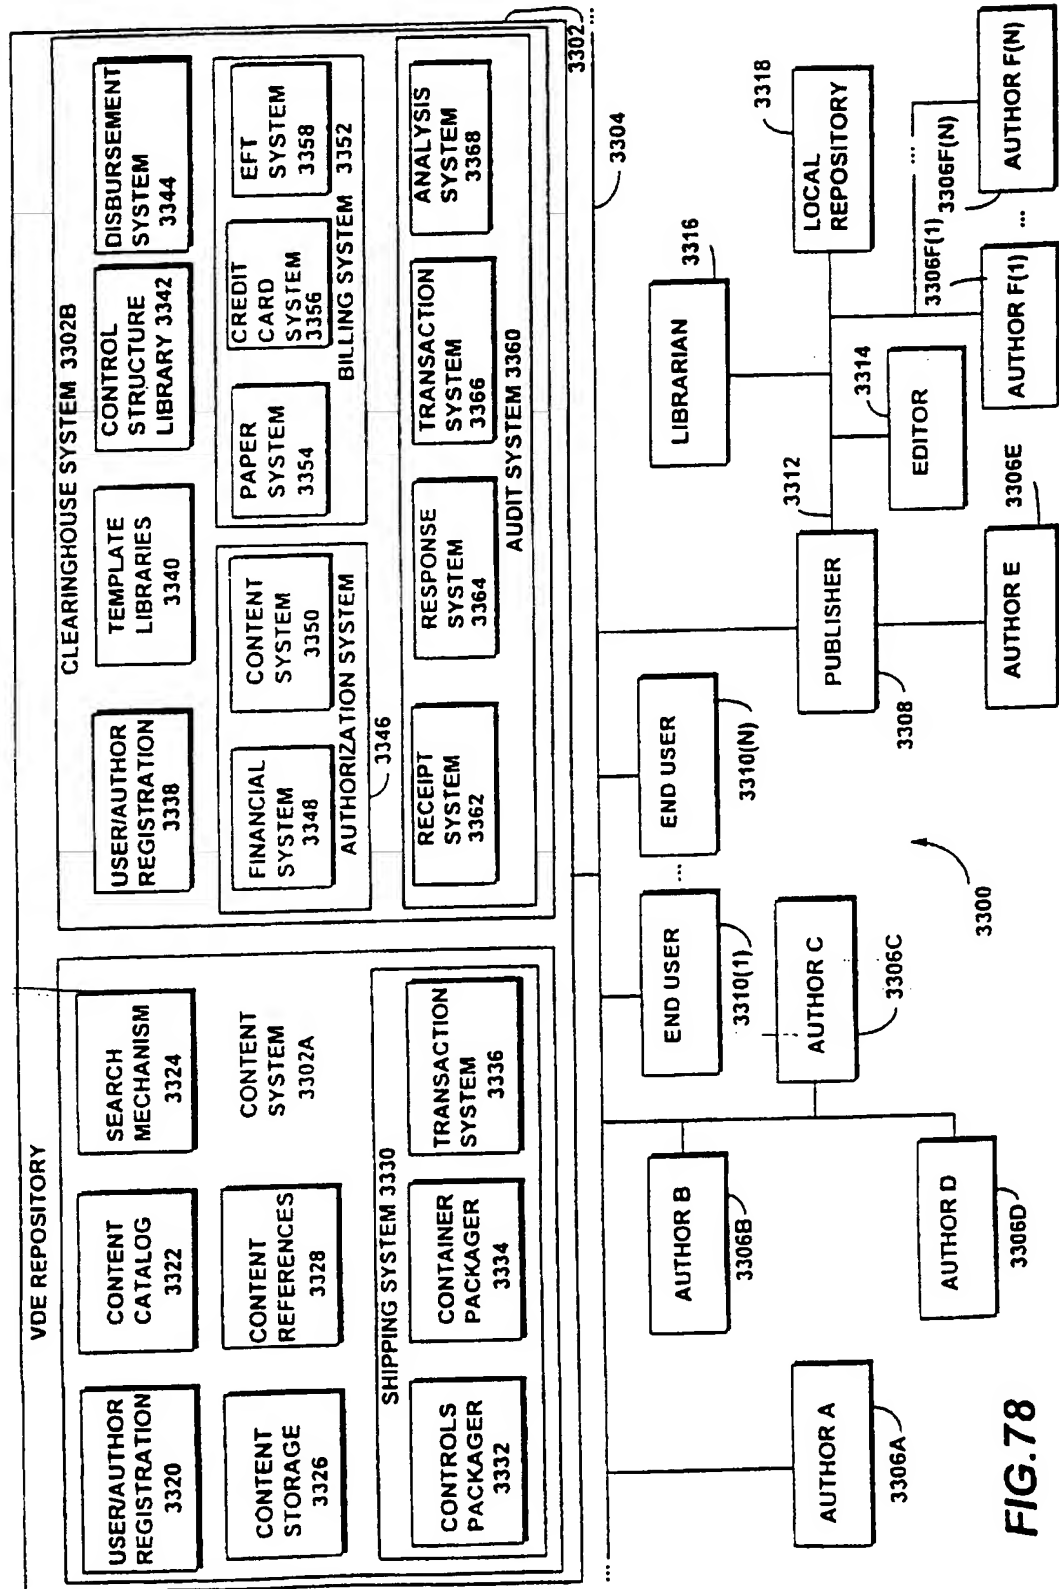 VDE REPOSITORY
USER/AUTHOR
REGISTRATION
3320
CONTENT
CATALOG
3322
SEARCH
MECHANISM
3324
CONTENT
STORAGE
3326
CONTENT
REFERENCES
3328
CONTENT
SYSTEM
3302A
SHIPPING SYSTEM 3330
CONTROLS
PACKAGER
3332
CONTAINER
PACKAGER
3334
TRANSACTION
SYSTEM
3336
CLEARINGHOUSE SYSTEM 3302B
USER/AUTHOR
REGISTRATION
3338
TEMPLATE
LIBRARIES
3340
CONTROL
STRUCTURE
LIBRARY 3342
DISBURSEMENT
SYSTEM
3344
FINANCIAL
SYSTEM
3348
CONTENT
SYSTEM
3350
AUTHORIZATION SYSTEM
3346
PAPER
SYSTEM
3354
CREDIT
CARD
SYSTEM
3356
EFT
SYSTEM
3358
BILLING SYSTEM 3352
RECEIPT
SYSTEM
3362
RESPONSE
SYSTEM
3364
TRANSACTION
SYSTEM
3366
ANALYSIS
SYSTEM
3368
AUDIT SYSTEM 3360
3302
...
...
3304
AUTHOR A
3306A
AUTHOR B
3306B
AUTHOR C
3306C
AUTHOR D
3306D
END USER
3310(1)
...
END USER
3310(N)
3300
PUBLISHER
3308
3312
AUTHOR E
3306E
LIBRARIAN
3316
EDITOR
3314
LOCAL
REPOSITORY
3318
AUTHOR F(1)
3306F(1)
...
...
AUTHOR F(N)
3306F(N)
FIG.78